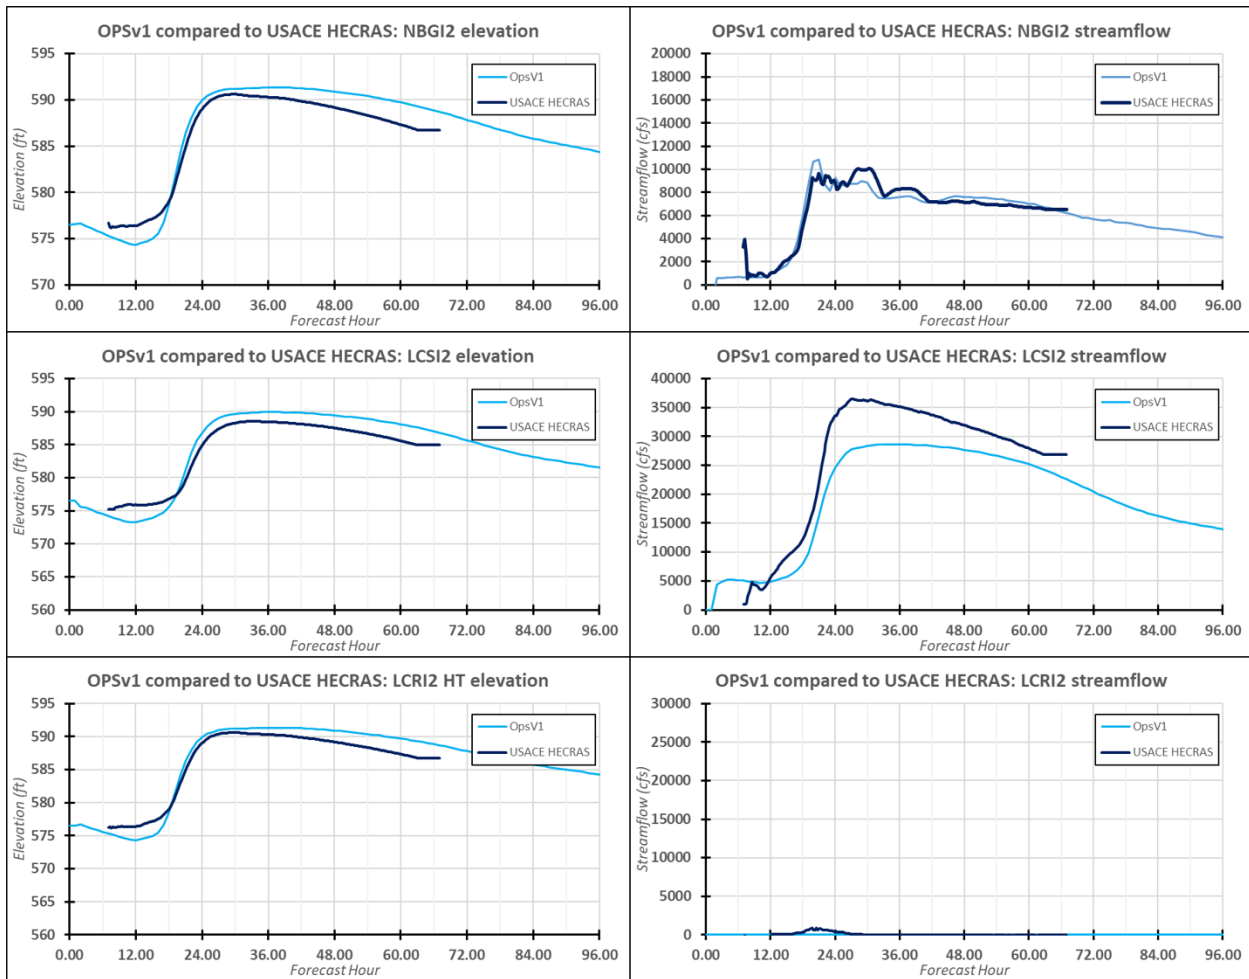 OPSv1 compared to USACE HECRAS: NBGI2 elevation
595
590
585
580
575
570
Elevation (ft)
OpsV1
USACE HECRAS
0.00 12.00 24.00 36.00 48.00 60.00 72.00 84.00 96.00
Forecast Hour
OPSv1 compared to USACE HECRAS: NBGI2 streamflow
20000
18000
16000
14000
12000
10000
8000
6000
4000
2000
0
Streamflow (cfs)
OpsV1
USACE HECRAS
0.00 12.00 24.00 36.00 48.00 60.00 72.00 84.00 96.00
Forecast Hour
OPSv1 compared to USACE HECRAS: LCSI2 elevation
595
590
585
580
575
570
565
560
Elevation (ft)
OpsV1
USACE HECRAS
0.00 12.00 24.00 36.00 48.00 60.00 72.00 84.00 96.00
Forecast Hour
OPSv1 compared to USACE HECRAS: LCSI2 streamflow
40000
35000
30000
25000
20000
15000
10000
5000
0
Streamflow (cfs)
OpsV1
USACE HECRAS
0.00 12.00 24.00 36.00 48.00 60.00 72.00 84.00 96.00
Forecast Hour
OPSv1 compared to USACE HECRAS: LCRI2 HT elevation
595
590
585
580
575
570
565
560
Elevation (ft)
OpsV1
USACE HECRAS
0.00 12.00 24.00 36.00 48.00 60.00 72.00 84.00 96.00
Forecast Hour
OPSv1 compared to USACE HECRAS: LCRI2 streamflow
30000
25000
20000
15000
10000
5000
0
Streamflow (cfs)
OpsV1
USACE HECRAS
0.00 12.00 24.00 36.00 48.00 60.00 72.00 84.00 96.00
Forecast Hour